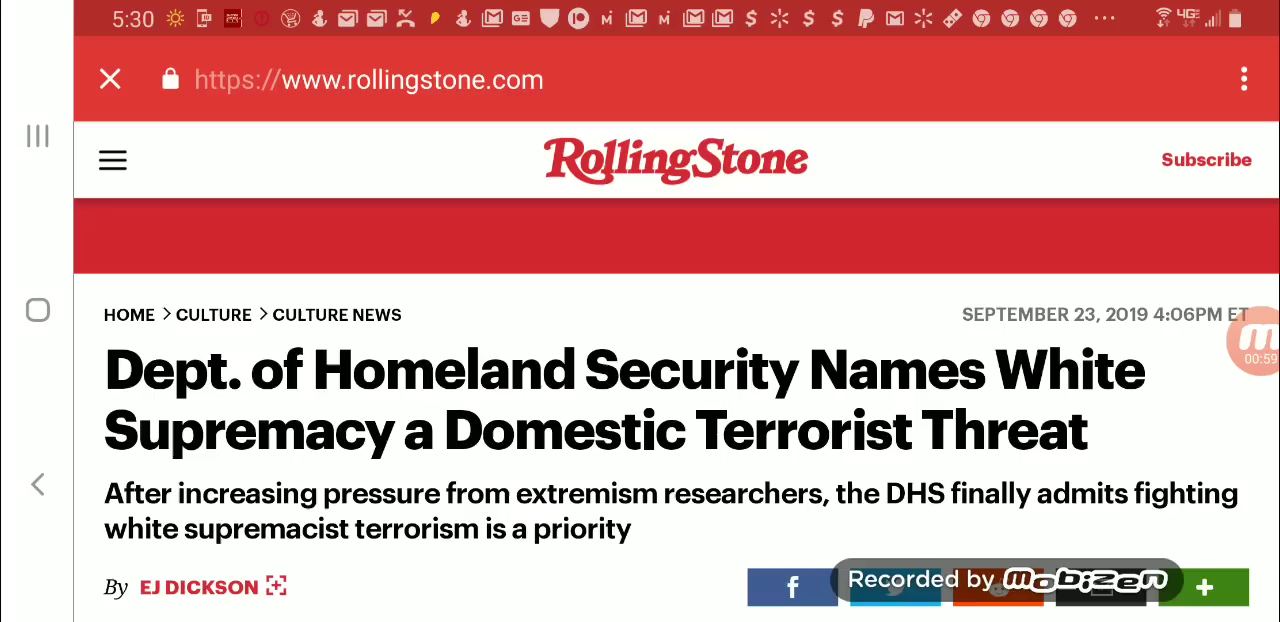 5:30
https://www.rollingstone.com
RollingStone
Subscribe
HOME > CULTURE > CULTURE NEWS
SEPTEMBER 23, 2019 4:06PM ET
00:59
Dept. of Homeland Security Names White
Supremacy a Domestic Terrorist Threat
After increasing pressure from extremism researchers, the DHS finally admits fighting
white supremacist terrorism is a priority
By EJ DICKSON
Recorded by mobizen